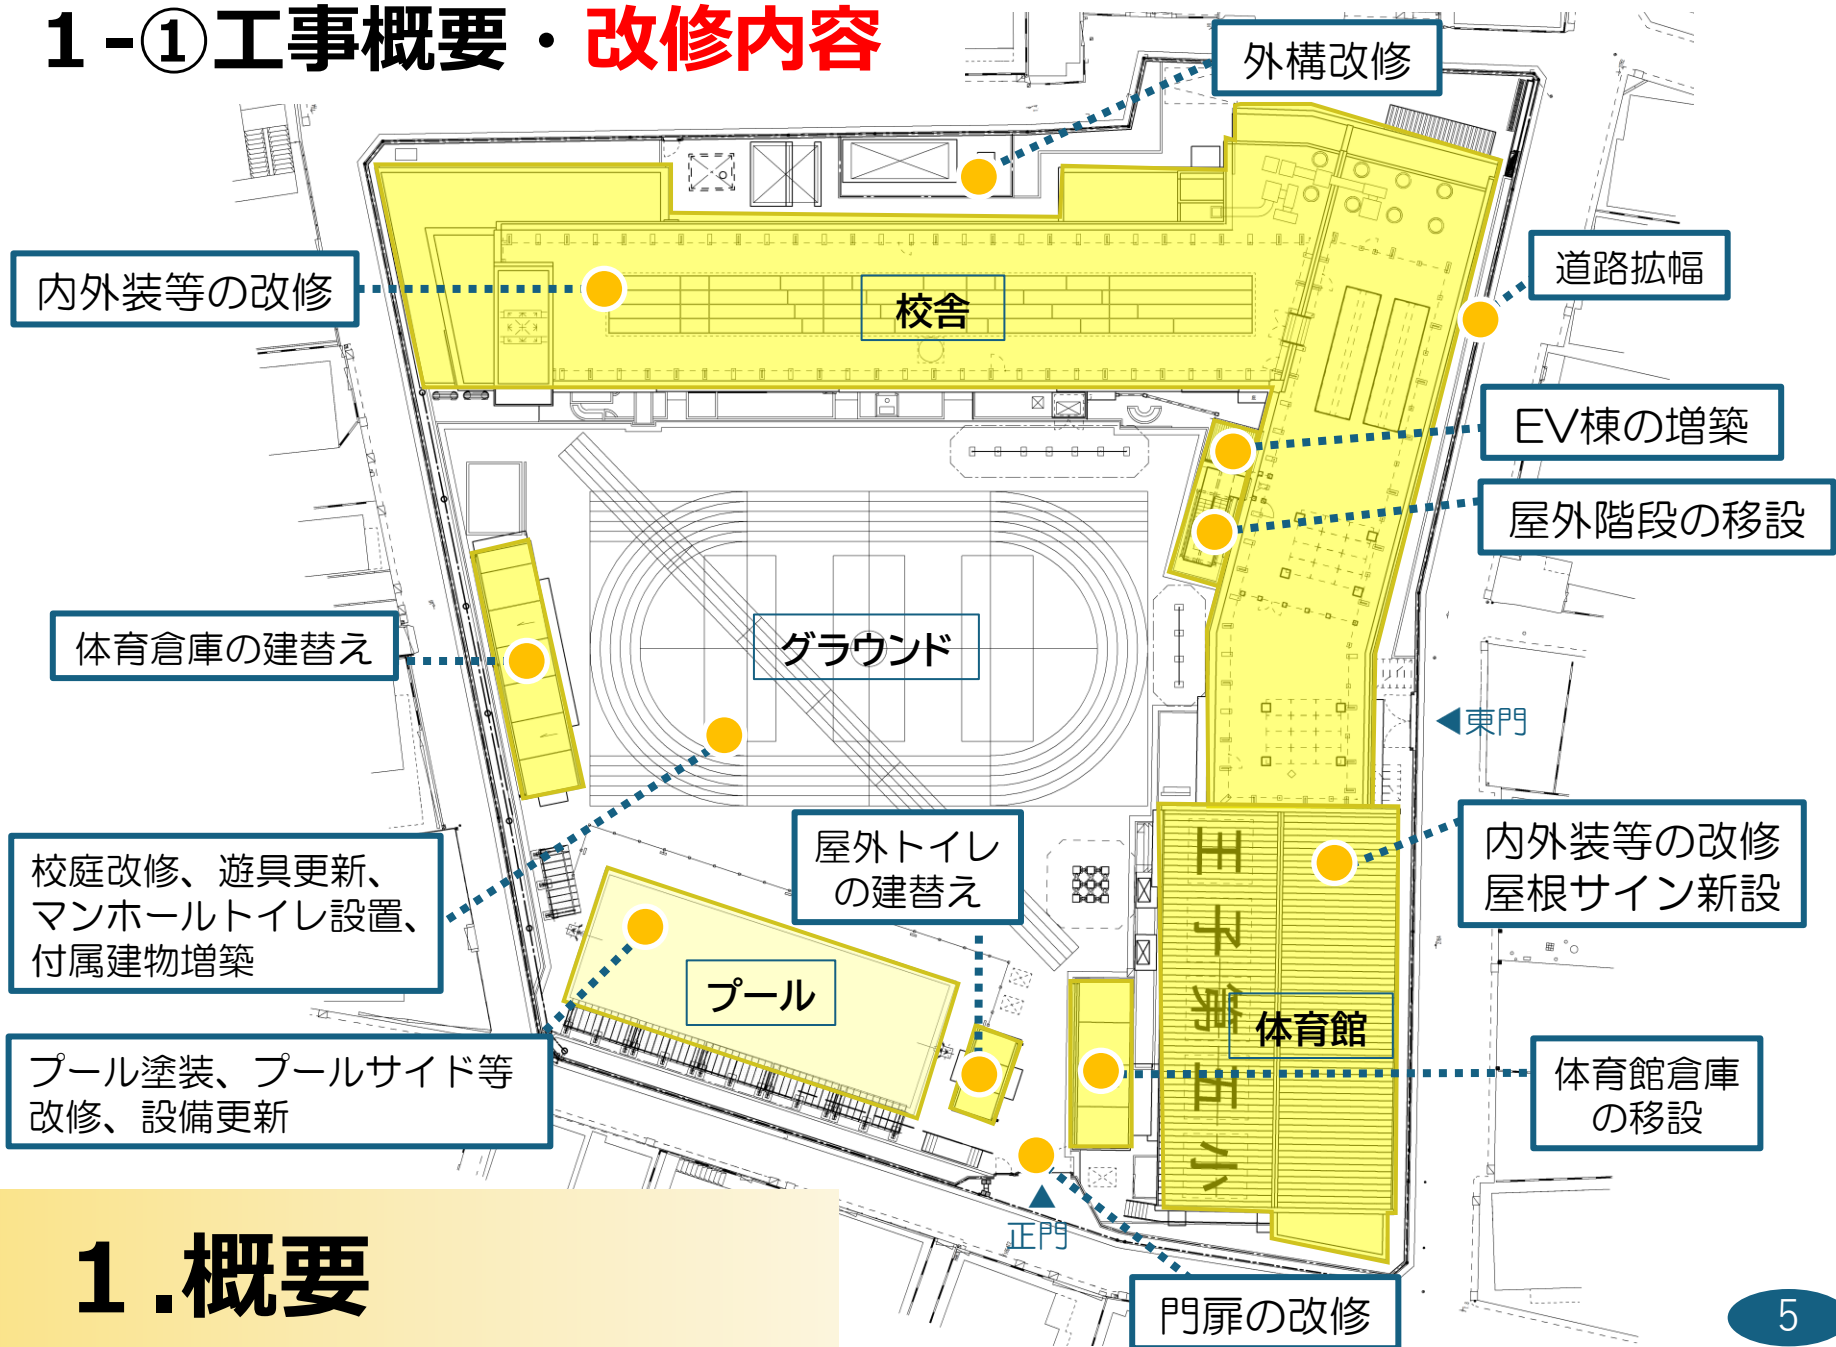 1-①工事概要・改修内容
外構改修
内外装等の改修
校舎
道路拡幅
EV棟の増築
屋外階段の移設
体育倉庫の建替え
グラウンド
◀東門
校庭改修、遊具更新、
マンホールトイレ設置、
付属建物増築
屋外トイレ
の建替え
内外装等の改修
屋根サイン新設
プール
王子第五小
体育館
プール塗装、プールサイド等
改修、設備更新
体育館倉庫
の移設
▲
正門
門扉の改修
1.概要
5